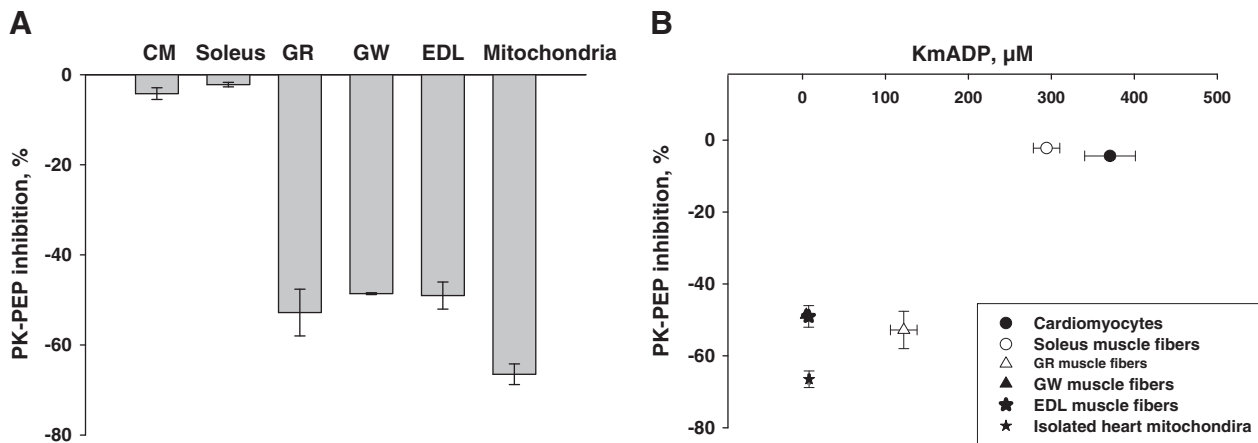 A
CM Soleus GR GW EDL Mitochondria
0
-20
-40
-60
-80
PK-PEP inhibition, %
B
KmADP, µM
0 100 200 300 400 500
0
-20
-40
-60
-80
PK-PEP inhibition, %
Cardiomyocytes
Soleus muscle fibers
GR muscle fibers
GW muscle fibers
EDL muscle fibers
Isolated heart mitochondira